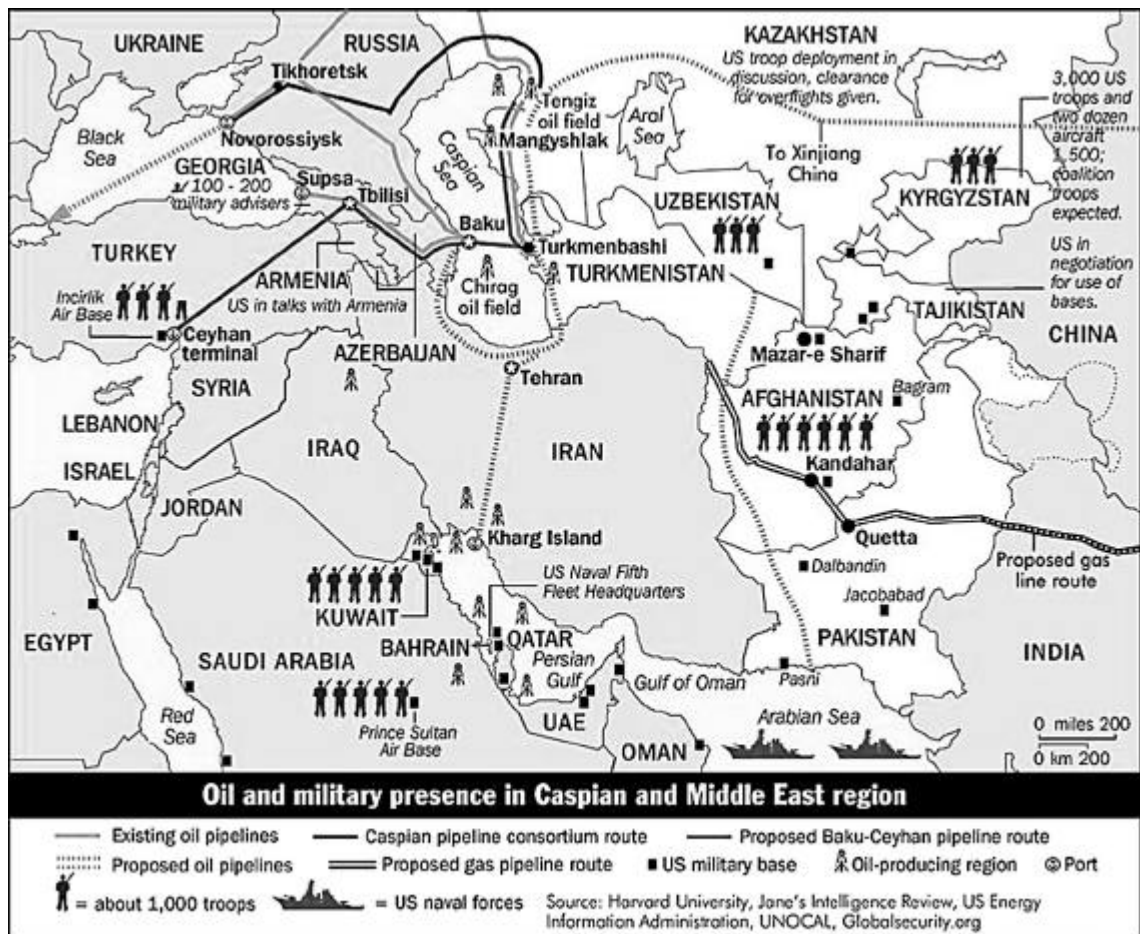 UKRAINE
RUSSIA
KAZAKHSTAN
US troop deployment in
discussion, clearance
for overflights given.
3,000 US
troops and
two dozen
aircraft
1,500;
coalition
troops
expected.
Tikhoretsk
Novorossiysk
Black
Sea
Caspian
Sea
Tengiz
oil field
Mangyshlak
Aral
Sea
To Xinjiang
China
KYRGYZSTAN
GEORGIA
100 - 200
military advisers
Supsa
Tbilisi
Baku
Turkmenbashi
UZBEKISTAN
TURKMENISTAN
US in
negotiation
for use of
bases.
TURKEY
ARMENIA
US in talks with Armenia
Chirag
oil field
TAJIKISTAN
CHINA
Incirlik
Air Base
Ceyhan
terminal
AZERBAIJAN
Tehran
Mazar-e Sharif
SYRIA
LEBANON
ISRAEL
JORDAN
IRAQ
IRAN
AFGHANISTAN
Bagram
Kandahar
Quetta
Proposed gas
line route
Kharg Island
Dalbandin
Jacobabad
US Naval Fifth
Fleet Headquarters
KUWAIT
EGYPT
SAUDI ARABIA
BAHRAIN
QATAR
Persian
Gulf
PAKISTAN
INDIA
Pasni
Gulf of Oman
Red
Sea
Prince Sultan
Air Base
UAE
OMAN
Arabian Sea
0 miles 200
0 km 200
Oil and military presence in Caspian and Middle East region
Existing oil pipelines
Caspian pipeline consortium route
Proposed Baku-Ceyhan pipeline route
Proposed oil pipelines
Proposed gas pipeline route
US military base
Oil-producing region
Port
= about 1,000 troops
= US naval forces
Source: Harvard University, Jane's Intelligence Review, US Energy
Information Administration, UNOCAL, Globalsecurity.org